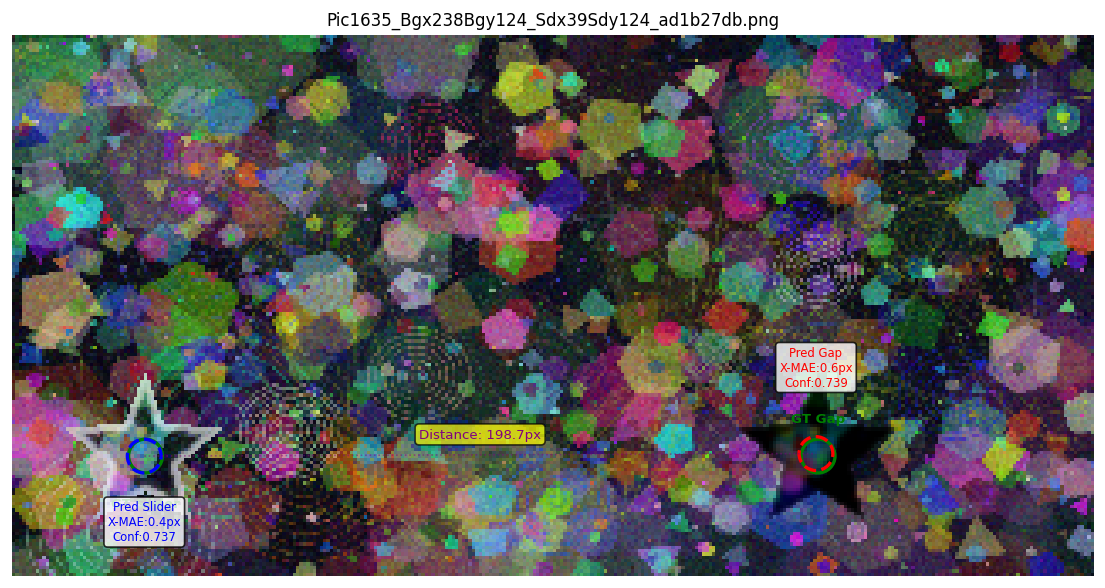 Pic1635_Bgx238Bgy124_Sdx39Sdy124_ad1b27db.png
Pred Gap
X-MAE:0.6px
Conf:0.739
GT Gap
Distance: 198.7px
Pred Slider
X-MAE:0.4px
Conf:0.737